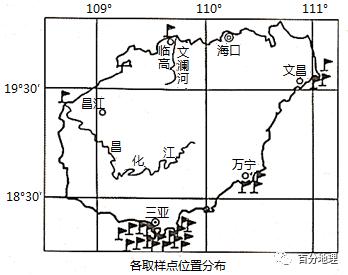 109° 110° 111°
临高
文澜河
海口
文昌
19°30′
昌江
昌化江
万宁
18°30′
三亚
百分地理
各取样点位置分布